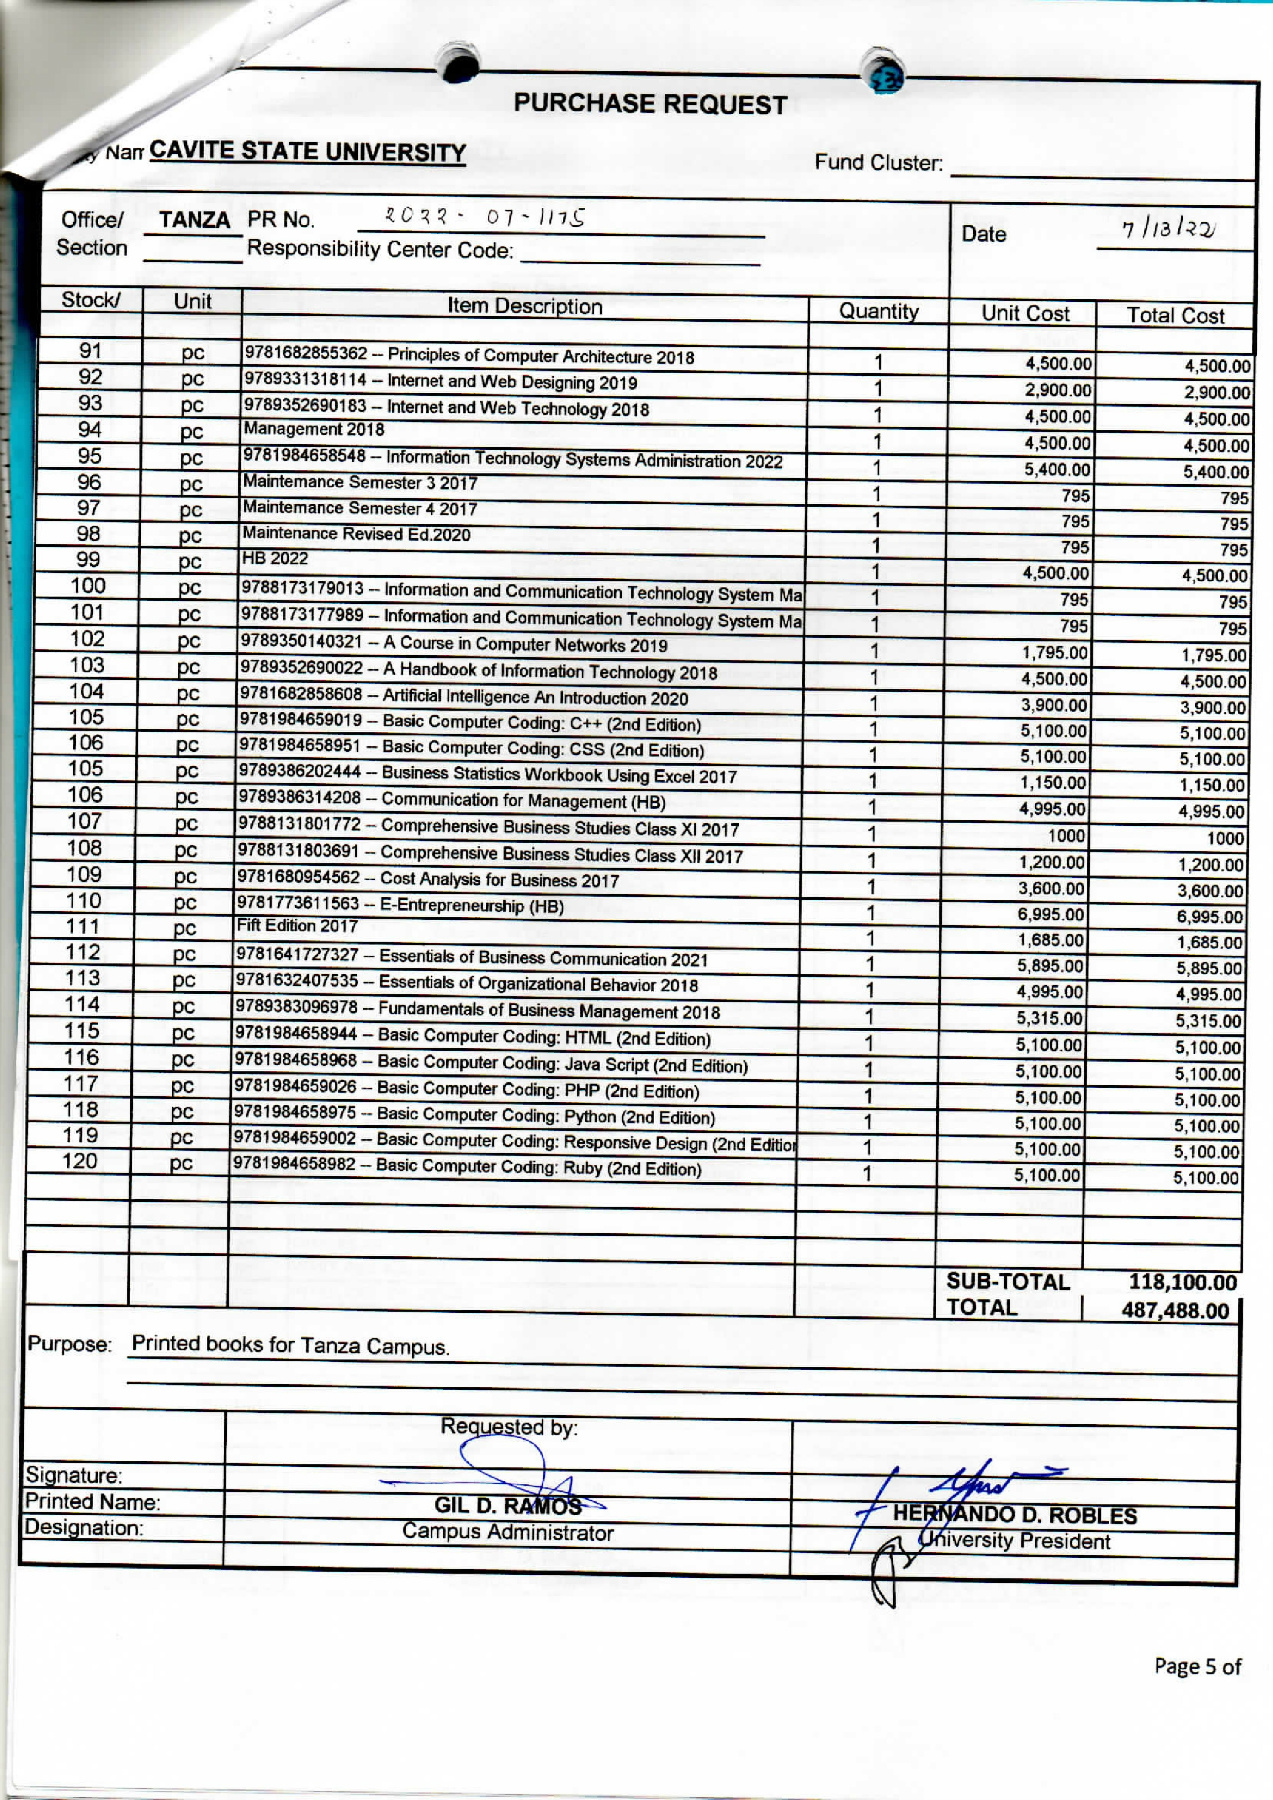 PURCHASE REQUEST
y Nam CAVITE STATE UNIVERSITY Fund Cluster:
Office/ TANZA PR No. 2022-07-1175 Date 7/13/22
Section Responsibility Center Code:
Stock/ Unit Item Description Quantity Unit Cost Total Cost
91 pc 9781682855362 – Principles of Computer Architecture 2018 1 4,500.00 4,500.00
92 pc 9789331318114 – Internet and Web Designing 2019 1 2,900.00 2,900.00
93 pc 9789352690183 – Internet and Web Technology 2018 1 4,500.00 4,500.00
94 pc Management 2018 1 4,500.00 4,500.00
95 pc 9781984658548 – Information Technology Systems Administration 2022 1 5,400.00 5,400.00
96 pc Maintemance Semester 3 2017 1 795 795
97 pc Maintemance Semester 4 2017 1 795 795
98 pc Maintenance Revised Ed.2020 1 795 795
99 pc HB 2022 1 4,500.00 4,500.00
100 pc 9788173179013 – Information and Communication Technology System Ma 1 795 795
101 pc 9788173177989 – Information and Communication Technology System Ma 1 795 795
102 pc 9789350140321 – A Course in Computer Networks 2019 1 1,795.00 1,795.00
103 pc 9789352690022 – A Handbook of Information Technology 2018 1 4,500.00 4,500.00
104 pc 9781682858608 – Artificial Intelligence An Introduction 2020 1 3,900.00 3,900.00
105 pc 9781984659019 – Basic Computer Coding: C++ (2nd Edition) 1 5,100.00 5,100.00
106 pc 9781984658951 – Basic Computer Coding: CSS (2nd Edition) 1 5,100.00 5,100.00
105 pc 9789386202444 – Business Statistics Workbook Using Excel 2017 1 1,150.00 1,150.00
106 pc 9789386314208 – Communication for Management (HB) 1 4,995.00 4,995.00
107 pc 9788131801772 – Comprehensive Business Studies Class XI 2017 1 1000 1000
108 pc 9788131803691 – Comprehensive Business Studies Class XII 2017 1 1,200.00 1,200.00
109 pc 9781680954562 – Cost Analysis for Business 2017 1 3,600.00 3,600.00
110 pc 9781773611563 – E-Entrepreneurship (HB) 1 6,995.00 6,995.00
111 pc Fift Edition 2017 1 1,685.00 1,685.00
112 pc 9781641727327 – Essentials of Business Communication 2021 1 5,895.00 5,895.00
113 pc 9781632407535 – Essentials of Organizational Behavior 2018 1 4,995.00 4,995.00
114 pc 9789383096978 – Fundamentals of Business Management 2018 1 5,315.00 5,315.00
115 pc 9781984658944 – Basic Computer Coding: HTML (2nd Edition) 1 5,100.00 5,100.00
116 pc 9781984658968 – Basic Computer Coding: Java Script (2nd Edition) 1 5,100.00 5,100.00
117 pc 9781984659026 – Basic Computer Coding: PHP (2nd Edition) 1 5,100.00 5,100.00
118 pc 9781984658975 – Basic Computer Coding: Python (2nd Edition) 1 5,100.00 5,100.00
119 pc 9781984659002 – Basic Computer Coding: Responsive Design (2nd Editior 1 5,100.00 5,100.00
120 pc 9781984658982 – Basic Computer Coding: Ruby (2nd Edition) 1 5,100.00 5,100.00
SUB-TOTAL 118,100.00
TOTAL 487,488.00
Purpose: Printed books for Tanza Campus.
Requested by:
Signature:
Printed Name: GIL D. RAMOS HERNANDO D. ROBLES
Designation: Campus Administrator University President
Page 5 of